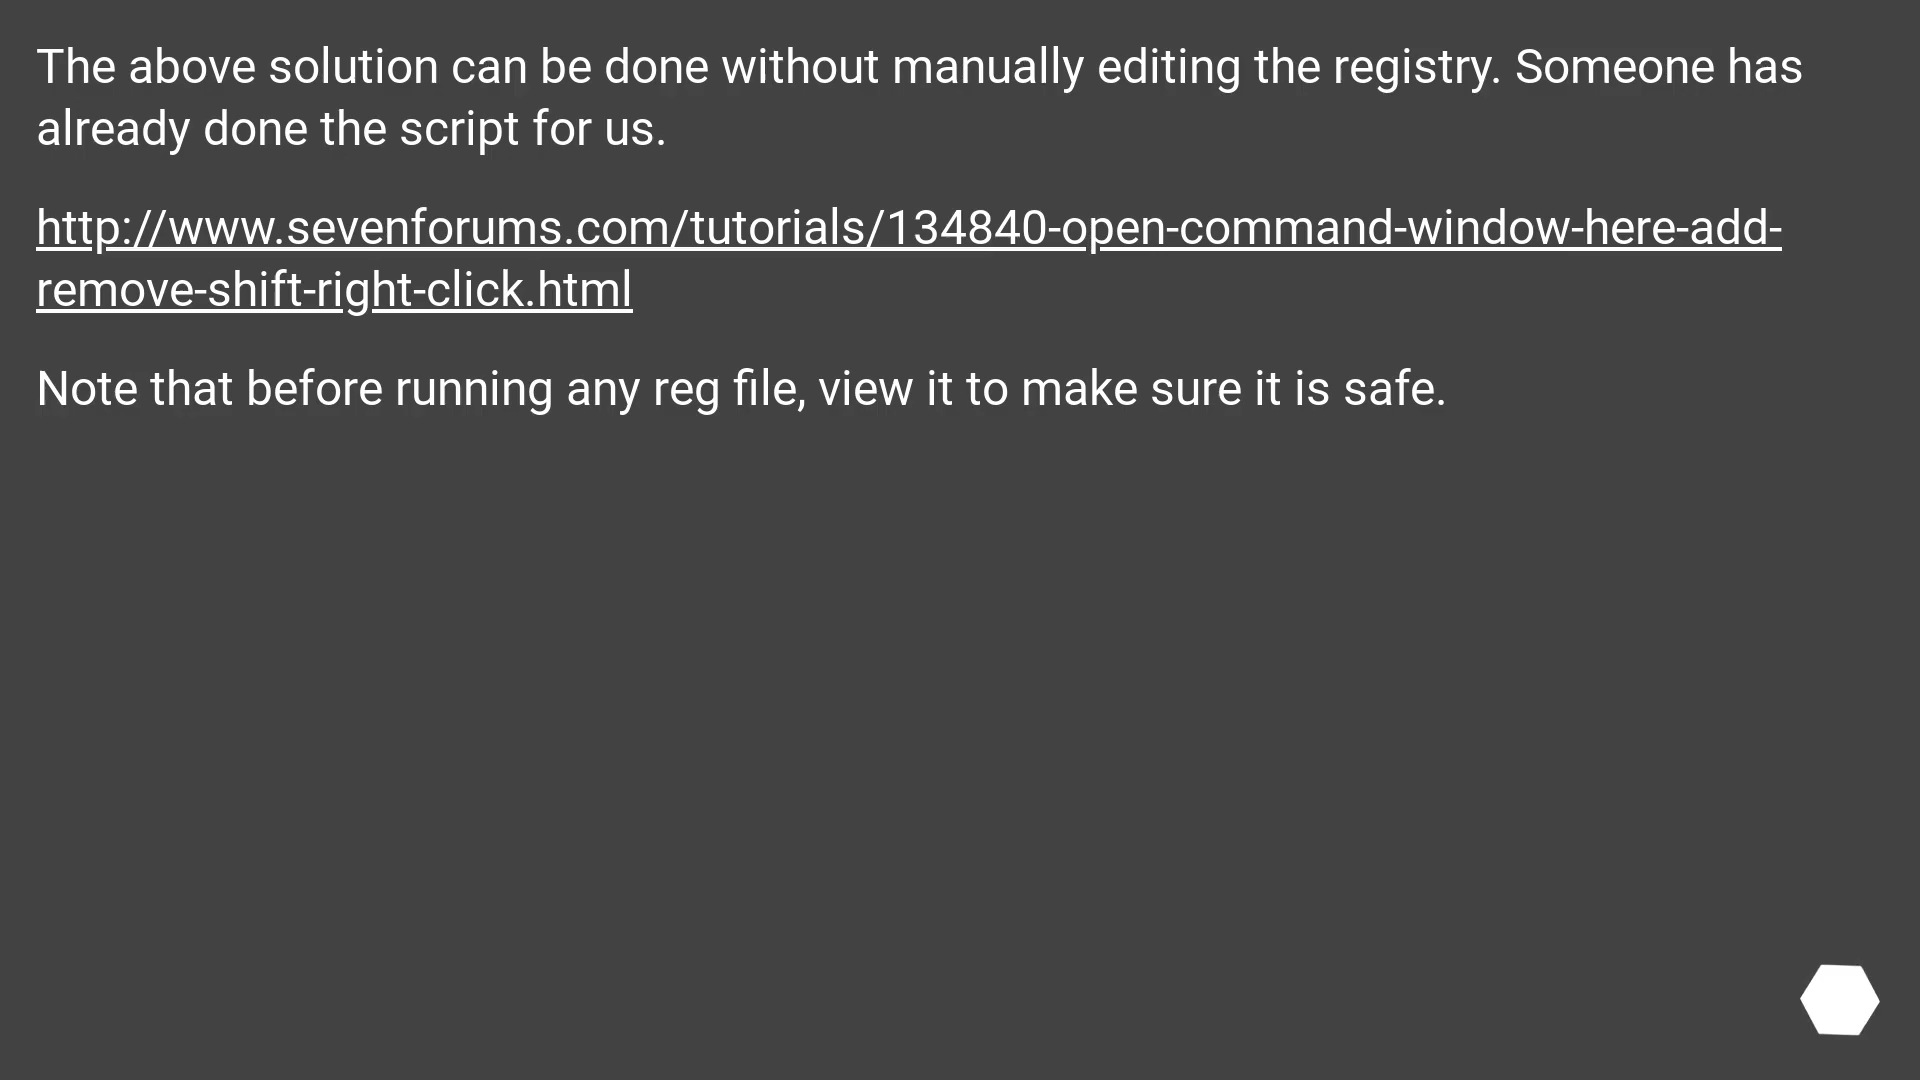 The above solution can be done without manually editing the registry. Someone has
already done the script for us.
http://www.sevenforums.com/tutorials/134840-open-command-window-here-add-
remove-shift-right-click.html
Note that before running any reg file, view it to make sure it is safe.